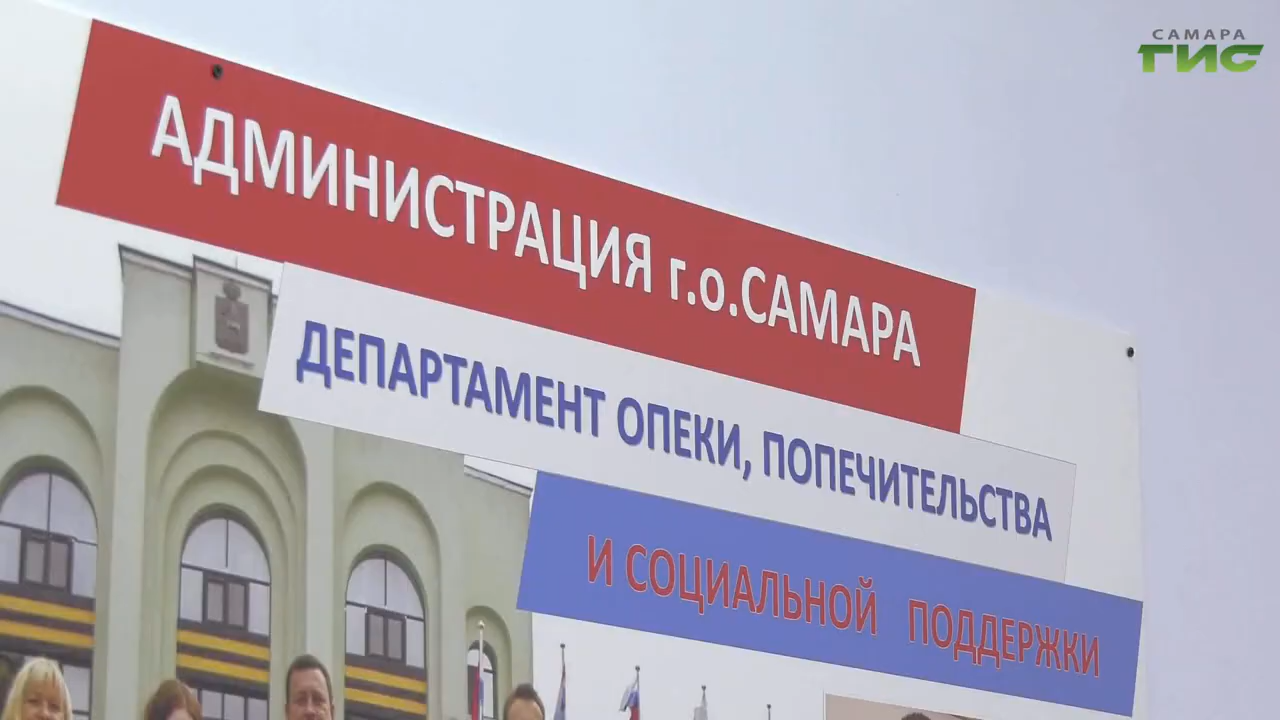 САМАРА
ГИС
АДМИНИСТРАЦИЯ г.о.САМАРА
ДЕПАРТАМЕНТ ОПЕКИ, ПОПЕЧИТЕЛЬСТВА
И СОЦИАЛЬНОЙ ПОДДЕРЖКИ